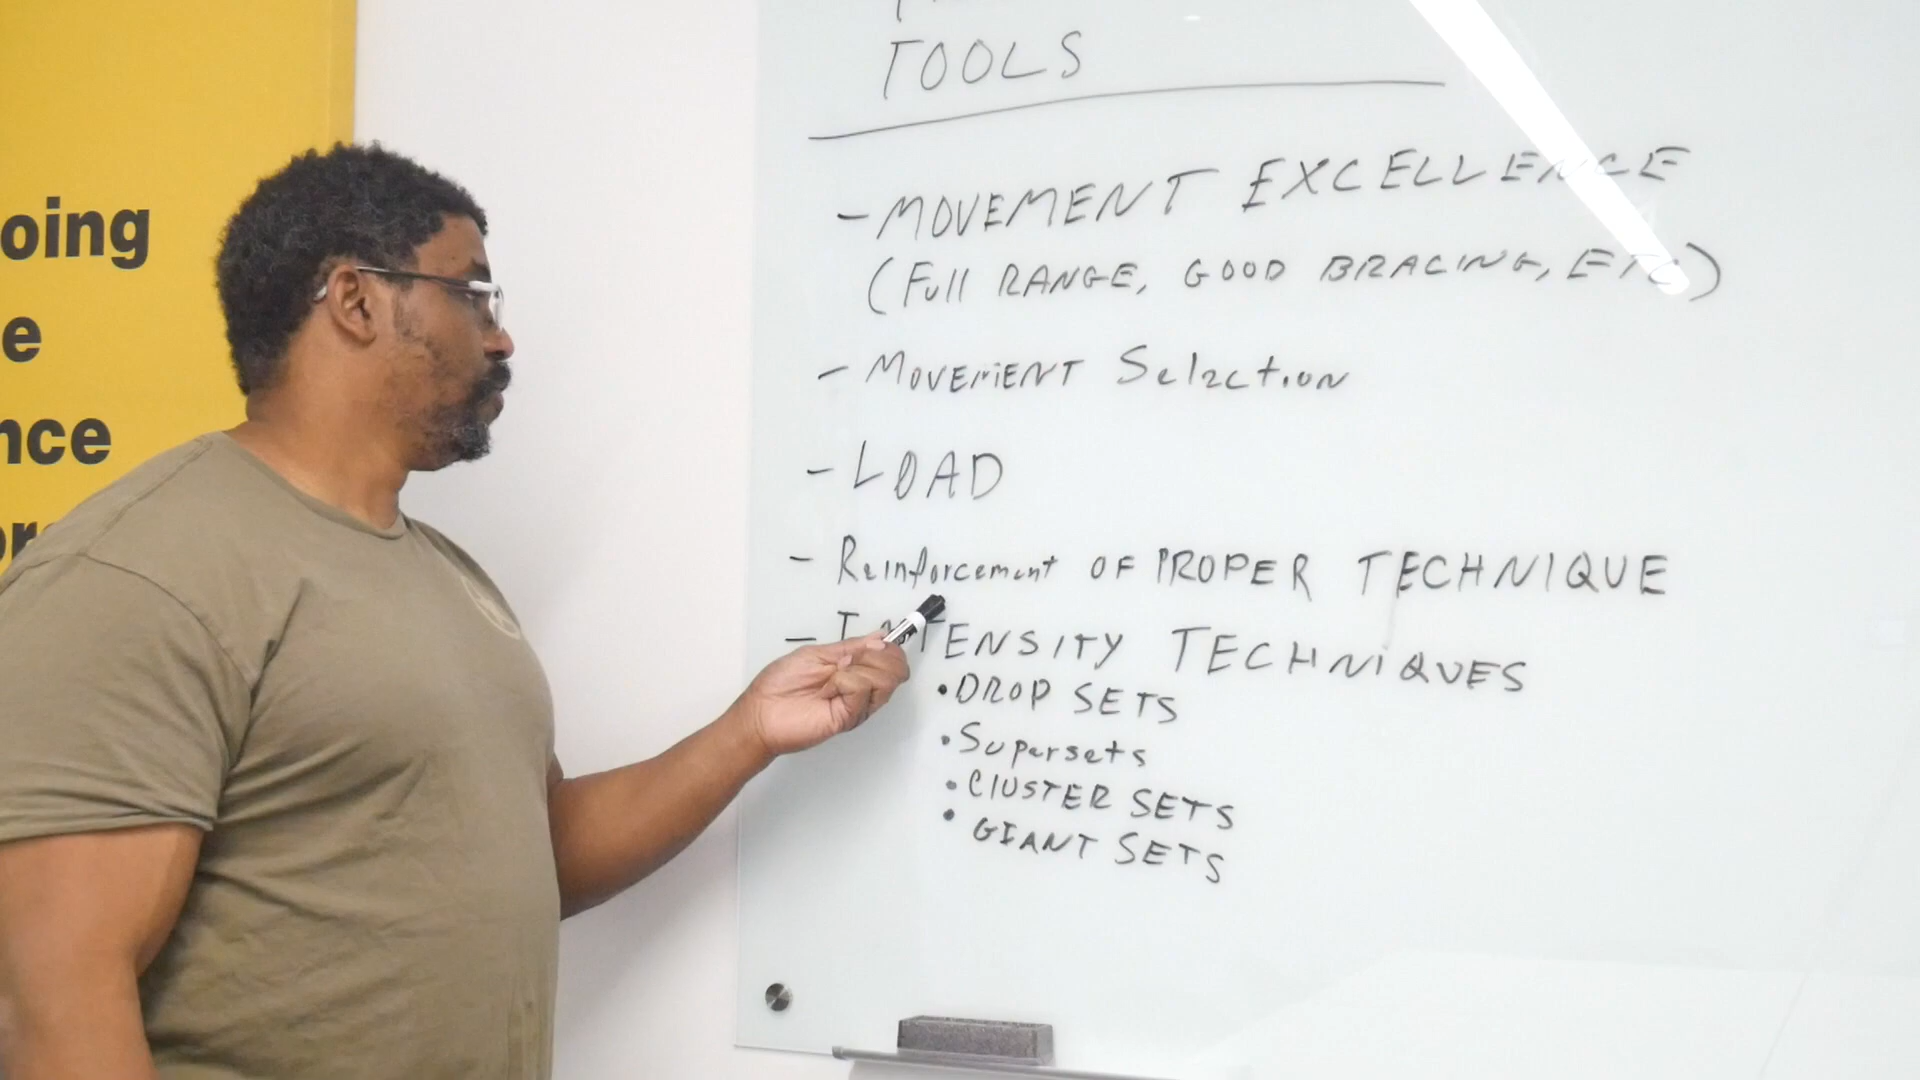 oing
e
nce
or
TOOLS
- MOVEMENT EXCELLENCE
(Full RANGE, GOOD BRACING, ETC)
- MOVEMENT Selection
- LOAD
- Reinforcement OF PROPER TECHNIQUE
- INTENSITY TECHNIQUES
• DROP SETS
• Supersets
• ClUSTER SETS
• GIANT SETS